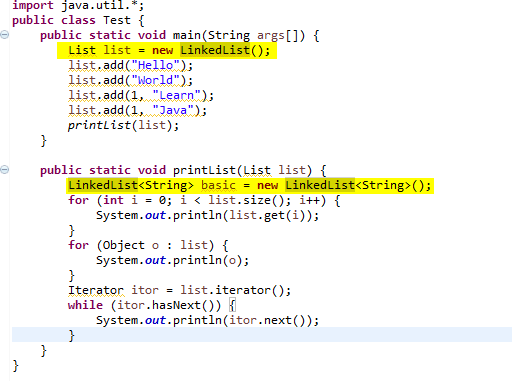 import java.util.*;
public class Test {
public static void main(String args[]) {
List list = new LinkedList();
list.add("Hello");
list.add("World");
list.add(1, "Learn");
list.add(1, "Java");
printList(list);
}
public static void printList(List list) {
LinkedList<String> basic = new LinkedList<String>();
for (int i = 0; i < list.size(); i++) {
System.out.println(list.get(i));
}
for (Object o : list) {
System.out.println(o);
}
Iterator itor = list.iterator();
while (itor.hasNext()) {
System.out.println(itor.next());
}
}
}